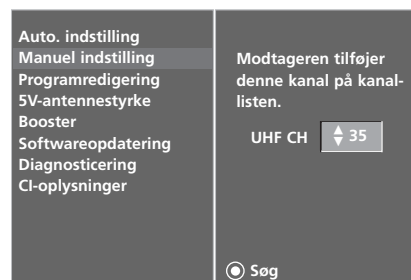 Auto. indstilling
Manuel indstilling
Programredigering
5V-antennestyrke
Booster
Softwareopdatering
Diagnosticering
CI-oplysninger
Modtageren tilføjer
denne kanal på kanal-
listen.
UHF CH 35
Søg